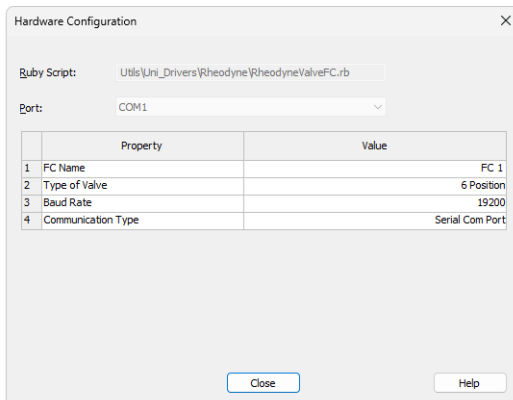 Hardware Configuration
Ruby Script: Utils\Uni_Drivers\Rheodyne\RheodyneValveFC.rb
Port: COM1
Property Value
1 FC Name FC 1
2 Type of Valve 6 Position
3 Baud Rate 19200
4 Communication Type Serial Com Port
Close Help